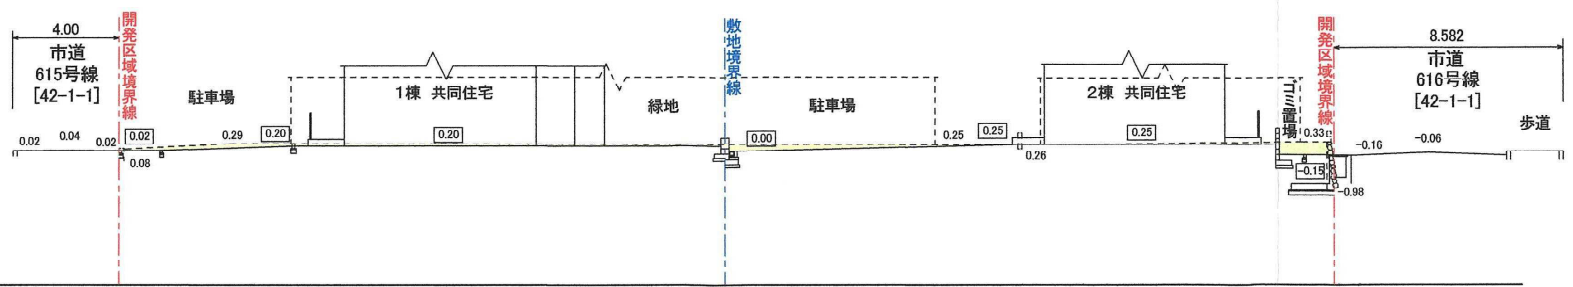 4.00
市道
615号線
[42-1-1]
開発区域境界線
駐車場
1棟 共同住宅
緑地
敷地境界線
駐車場
2棟 共同住宅
ゴミ置場
開発区域境界線
8.582
市道
616号線
[42-1-1]
歩道
0.02
0.04
0.02
0.02
0.08
0.29
0.20
0.20
0.00
0.25
0.25
0.26
0.25
0.33
-0.15
-0.16
-0.06
-0.98